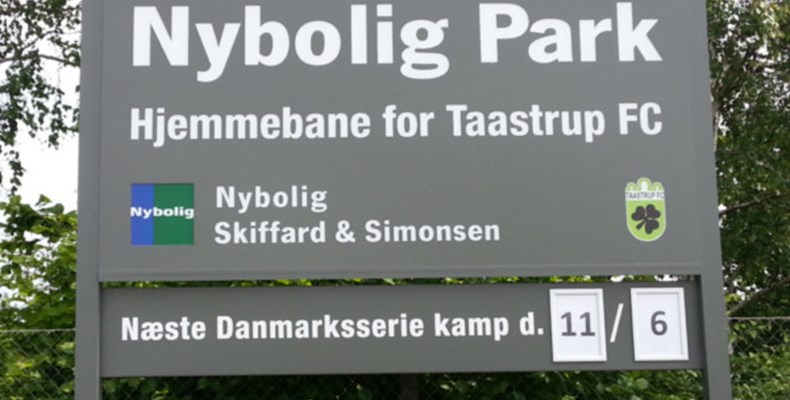 Nybolig Park
Hjemmebane for Taastrup FC
Nybolig
Nybolig
Skiffard & Simonsen
TAASTRUP FC
Næste Danmarksserie kamp d. 11 / 6